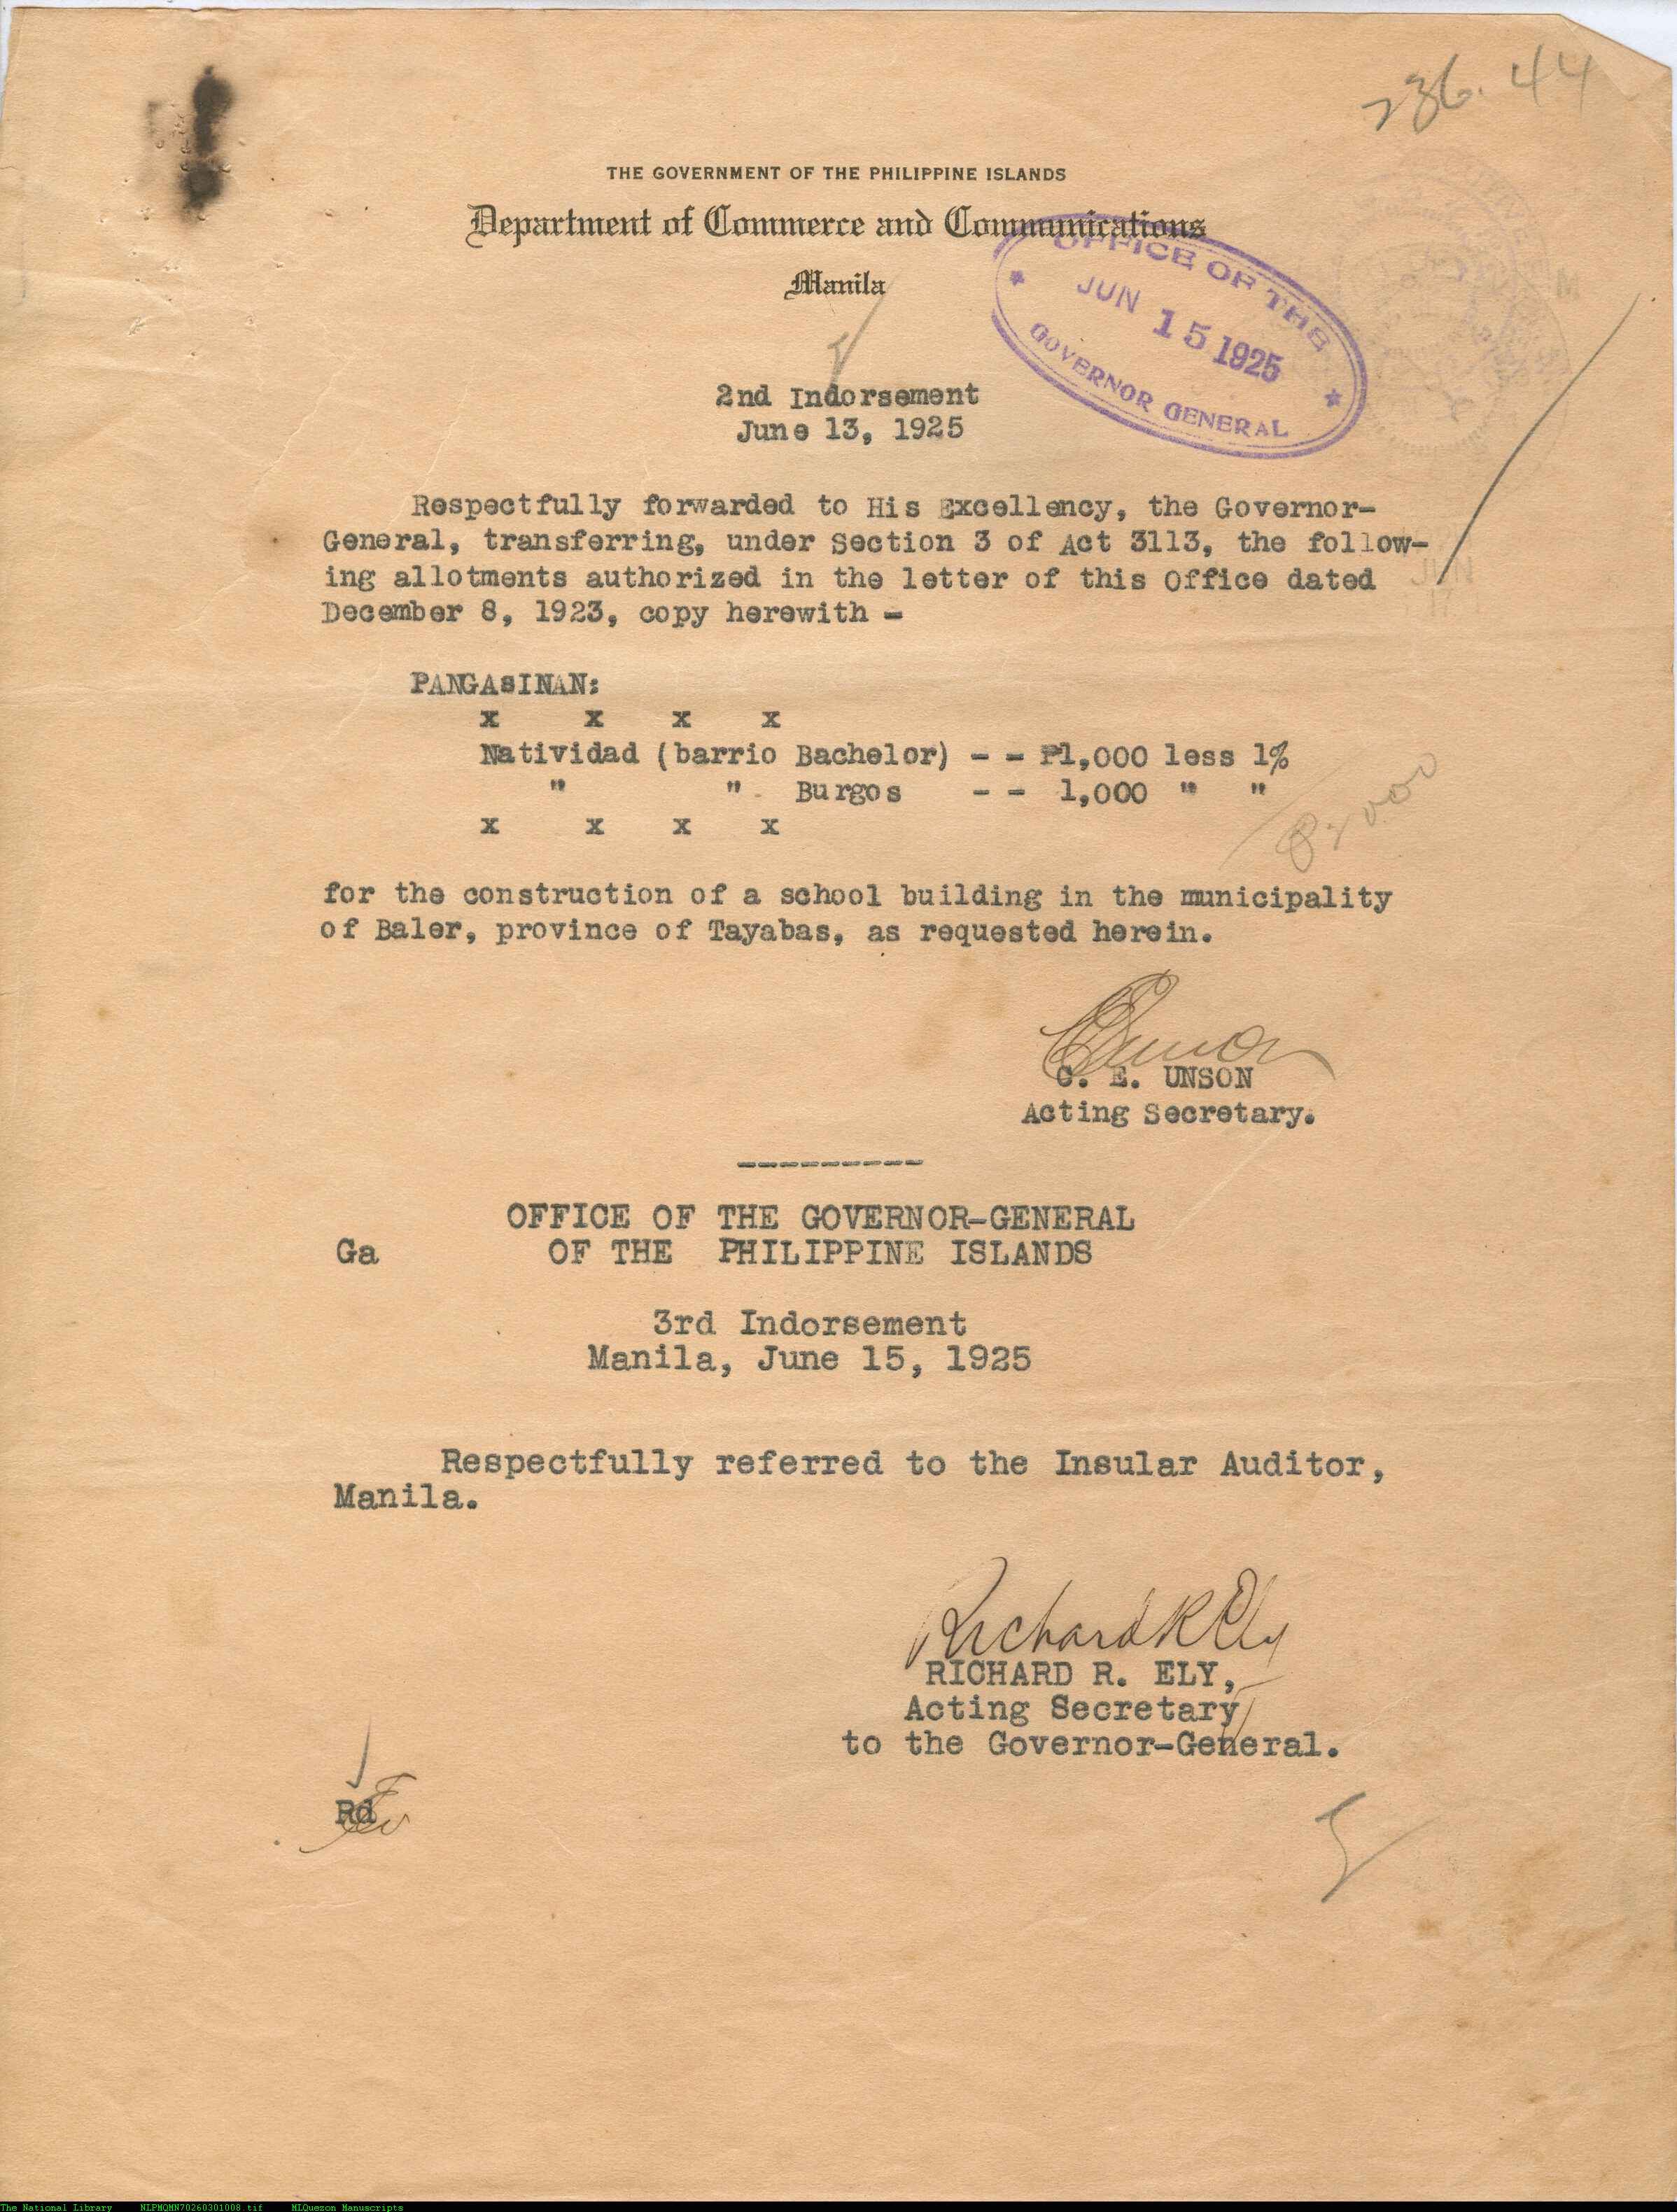 236.44
THE GOVERNMENT OF THE PHILIPPINE ISLANDS
Department of Commerce and Communications
Manila
OFFICE OF THE
JUN 15 1925
GOVERNOR GENERAL
2nd Indorsement
June 13, 1925
Respectfully forwarded to His Excellency, the Governor-
General, transferring, under Section 3 of Act 3113, the follow-
ing allotments authorized in the letter of this Office dated
December 8, 1923, copy herewith -
JUN
17
PANGASINAN:
x x x x
Natividad (barrio Bachelor) - - ₱1,000 less 1%
" " Burgos - - 1,000 " "
x x x x
for the construction of a school building in the municipality
of Baler, province of Tayabas, as requested herein.
C. E. UNSON
Acting Secretary.
----------
OFFICE OF THE GOVERNOR-GENERAL
Ga OF THE PHILIPPINE ISLANDS
3rd Indorsement
Manila, June 15, 1925
Respectfully referred to the Insular Auditor,
Manila.
Richard R Ely
RICHARD R. ELY,
Acting Secretary
to the Governor-General.
Rd
The National Library NLPMQMN70260301008.tif MLQuezon Manuscripts